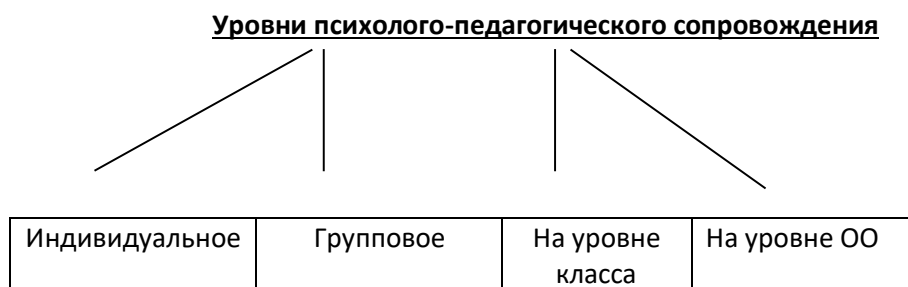 Уровни психолого-педагогического сопровождения
Индивидуальное
Групповое
На уровне
класса
На уровне ОО